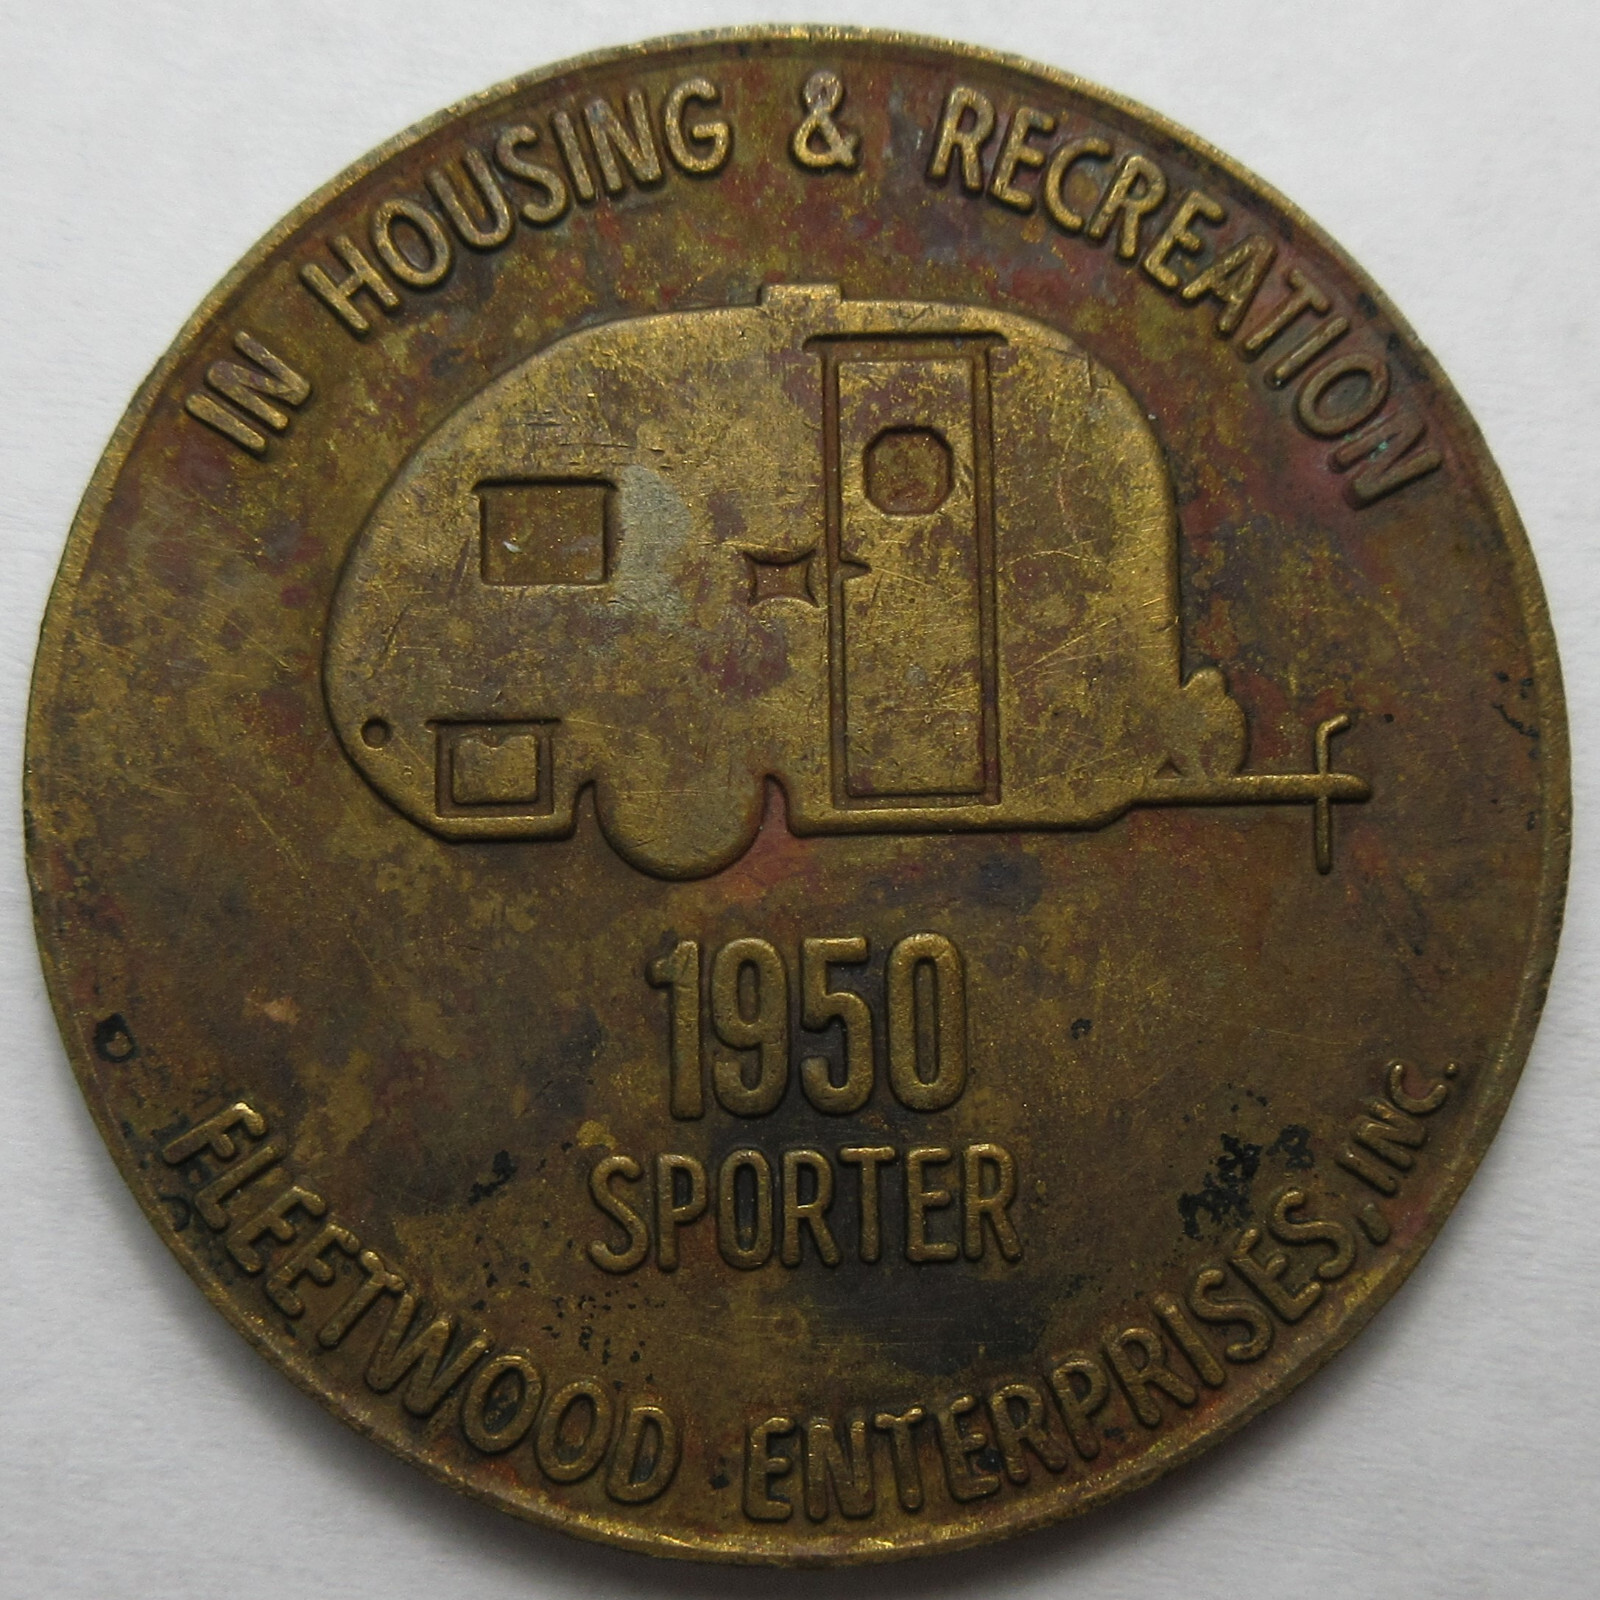 IN HOUSING & RECREATION
1950
SPORTER
FLEETWOOD ENTERPRISES, INC.